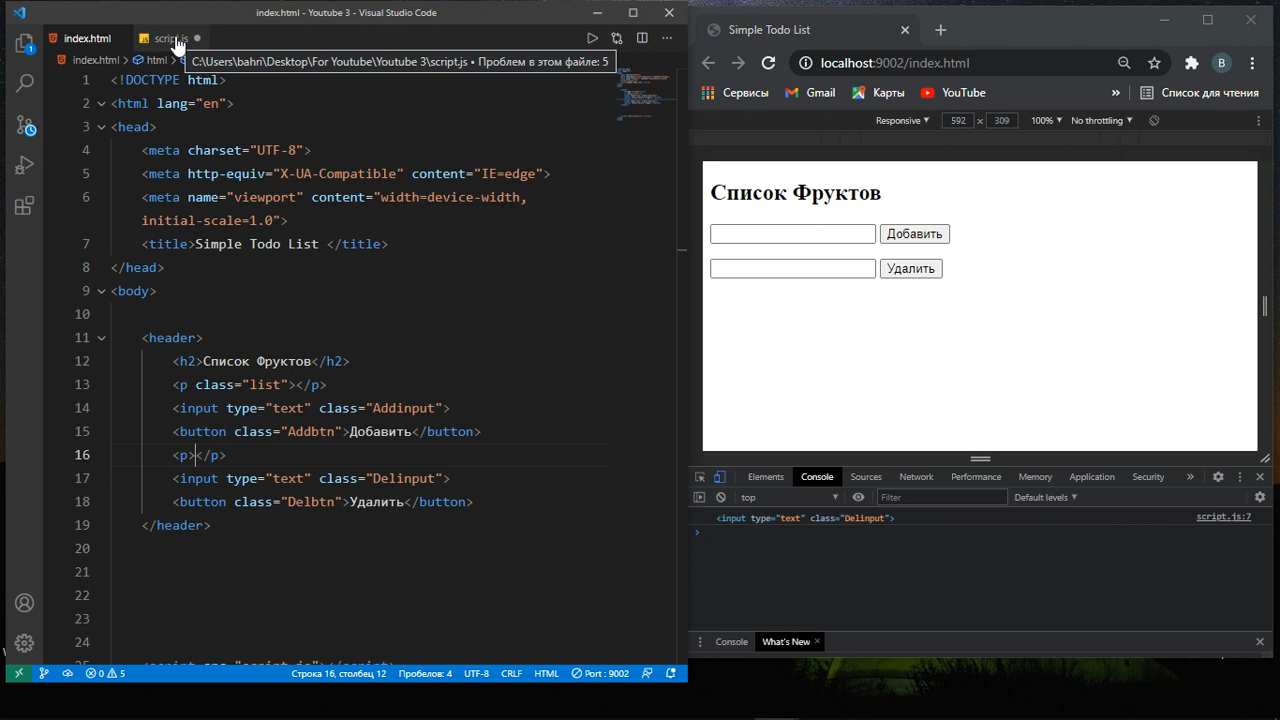 index.html - Youtube 3 - Visual Studio Code
index.html
script.js
index.html > html >
C:\Users\bahri\Desktop\For Youtube\Youtube 3\script.js • Проблем в этом файле: 5
1 <!DOCTYPE html>
2 <html lang="en">
3 <head>
4 <meta charset="UTF-8">
5 <meta http-equiv="X-UA-Compatible" content="IE=edge">
6 <meta name="viewport" content="width=device-width,
initial-scale=1.0">
7 <title>Simple Todo List </title>
8 </head>
9 <body>
10
11 <header>
12 <h2>Список Фруктов</h2>
13 <p class="list"></p>
14 <input type="text" class="Addinput">
15 <button class="Addbtn">Добавить</button>
16 <p></p>
17 <input type="text" class="Delinput">
18 <button class="Delbtn">Удалить</button>
19 </header>
20
21
22
23
24
0 5 Строка 16, столбец 12 Пробелов: 4 UTF-8 CRLF HTML Port : 9002
Simple Todo List
localhost:9002/index.html
B
Сервисы Gmail Карты YouTube » Список для чтения
Responsive 592 x 309 100% No throttling
Список Фруктов
Добавить
Удалить
Elements Console Sources Network »
top Filter Default levels
<input type="text" class="Delinput"> script.js:7
Console What's New